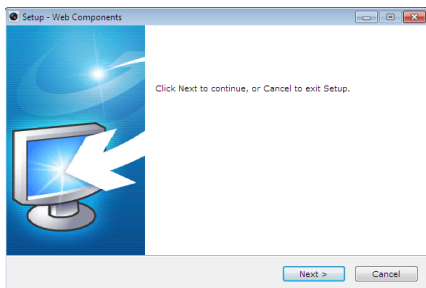 Setup - Web Components
Click Next to continue, or Cancel to exit Setup.
Next >
Cancel